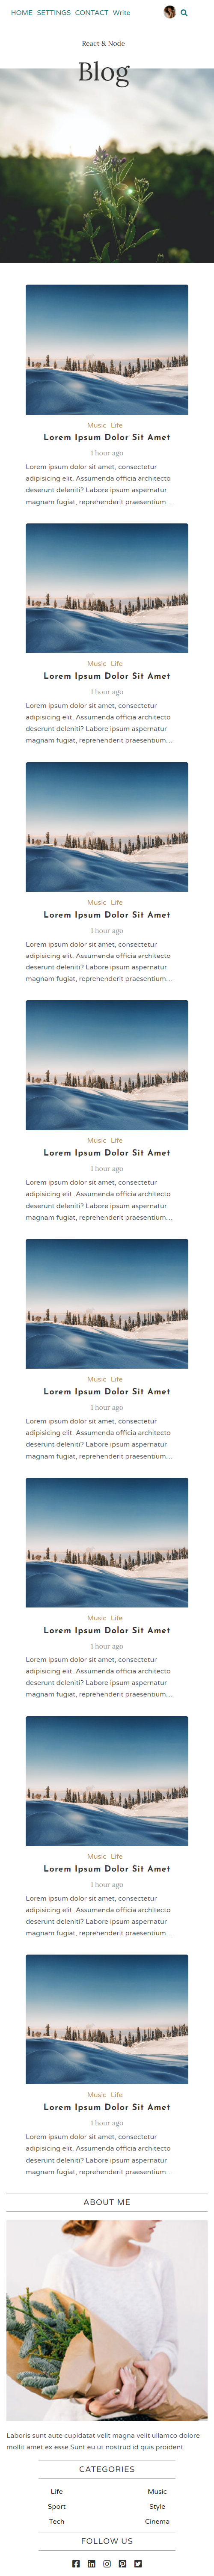 HOME SETTINGS CONTACT Write
React & Node
Blog
Music Life
Lorem Ipsum Dolor Sit Amet
1 hour ago
Lorem ipsum dolor sit amet, consectetur
adipisicing elit. Assumenda officia architecto
deserunt deleniti? Labore ipsum aspernatur
magnam fugiat, reprehenderit praesentium…
Music Life
Lorem Ipsum Dolor Sit Amet
1 hour ago
Lorem ipsum dolor sit amet, consectetur
adipisicing elit. Assumenda officia architecto
deserunt deleniti? Labore ipsum aspernatur
magnam fugiat, reprehenderit praesentium…
Music Life
Lorem Ipsum Dolor Sit Amet
1 hour ago
Lorem ipsum dolor sit amet, consectetur
adipisicing elit. Assumenda officia architecto
deserunt deleniti? Labore ipsum aspernatur
magnam fugiat, reprehenderit praesentium…
Music Life
Lorem Ipsum Dolor Sit Amet
1 hour ago
Lorem ipsum dolor sit amet, consectetur
adipisicing elit. Assumenda officia architecto
deserunt deleniti? Labore ipsum aspernatur
magnam fugiat, reprehenderit praesentium…
Music Life
Lorem Ipsum Dolor Sit Amet
1 hour ago
Lorem ipsum dolor sit amet, consectetur
adipisicing elit. Assumenda officia architecto
deserunt deleniti? Labore ipsum aspernatur
magnam fugiat, reprehenderit praesentium…
Music Life
Lorem Ipsum Dolor Sit Amet
1 hour ago
Lorem ipsum dolor sit amet, consectetur
adipisicing elit. Assumenda officia architecto
deserunt deleniti? Labore ipsum aspernatur
magnam fugiat, reprehenderit praesentium…
Music Life
Lorem Ipsum Dolor Sit Amet
1 hour ago
Lorem ipsum dolor sit amet, consectetur
adipisicing elit. Assumenda officia architecto
deserunt deleniti? Labore ipsum aspernatur
magnam fugiat, reprehenderit praesentium…
Music Life
Lorem Ipsum Dolor Sit Amet
1 hour ago
Lorem ipsum dolor sit amet, consectetur
adipisicing elit. Assumenda officia architecto
deserunt deleniti? Labore ipsum aspernatur
magnam fugiat, reprehenderit praesentium…
ABOUT ME
Laboris sunt aute cupidatat velit magna velit ullamco dolore
mollit amet ex esse.Sunt eu ut nostrud id quis proident.
CATEGORIES
Life Music
Sport Style
Tech Cinema
FOLLOW US